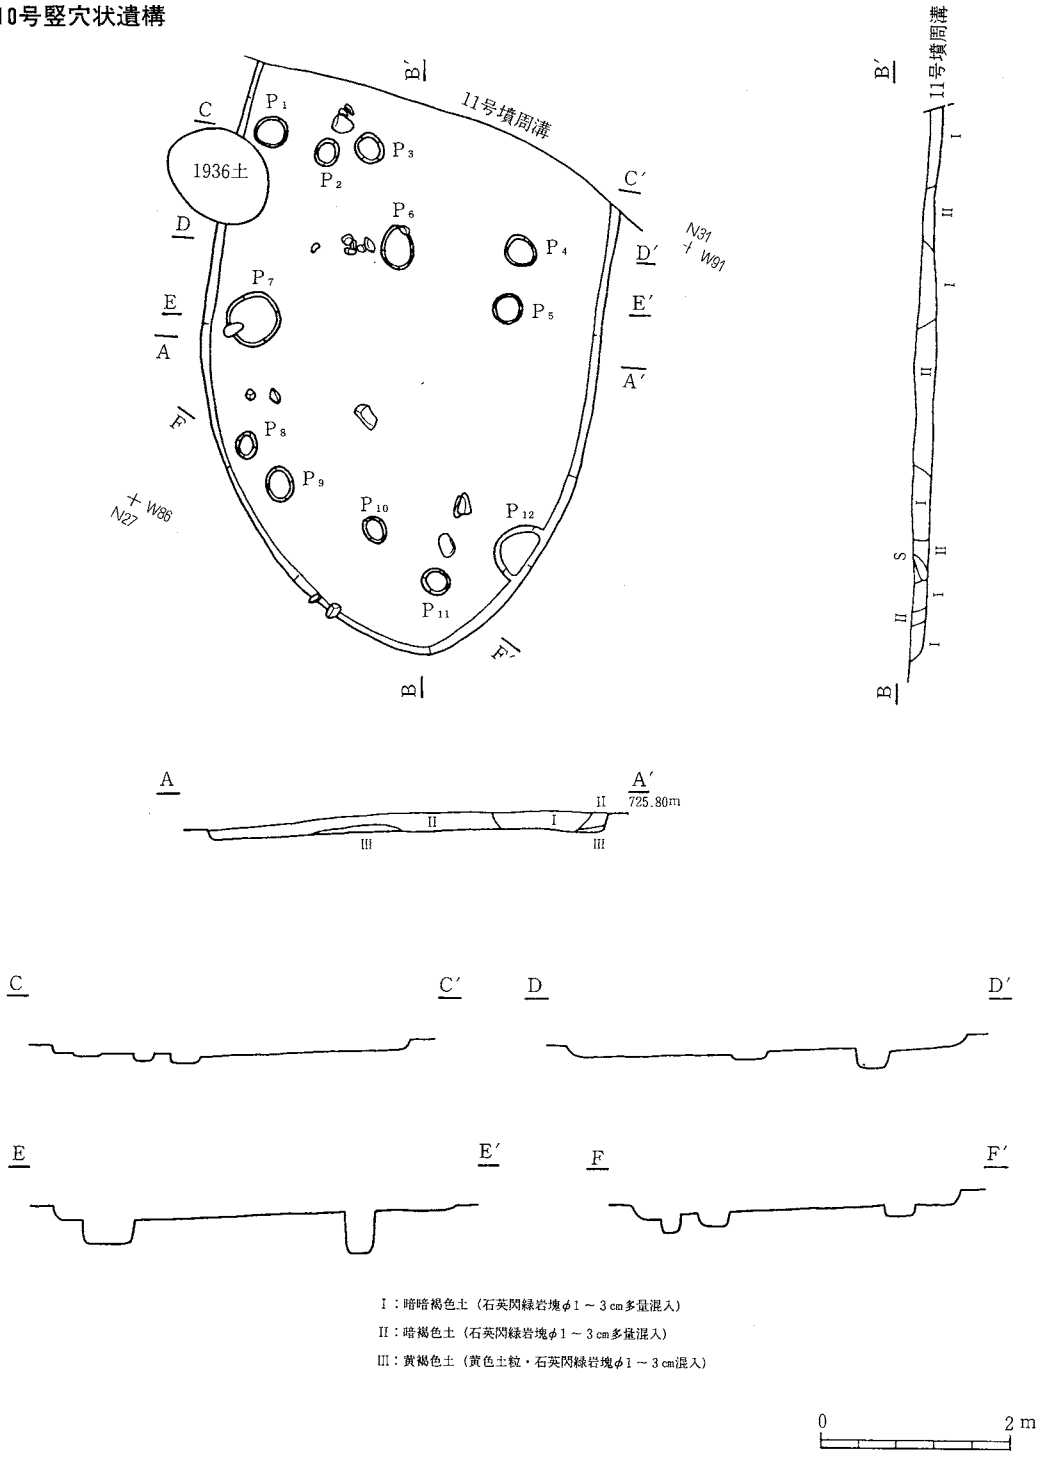 10号竪穴状遺構
B′
11号墳周溝
C
P1
P2
P3
1936土
C′
D
P6
P4
N31
W91
D′
P7
P5
E
E′
A
A′
F
P8
P9
W86
N27
P10
P12
P11
F′
B
11号墳周溝
B′
I
II
I
II
I
II
S
I
II
I
B
A
A′
725.80m
II
II
I
III
III
C
C′
D
D′
E
E′
F
F′
I：暗暗褐色土（石英閃緑岩塊φ1～3㎝多量混入）
II：暗褐色土（石英閃緑岩塊φ1～3㎝多量混入）
III：黄褐色土（黄色土粒・石英閃緑岩塊φ1～3㎝混入）
0 2 m